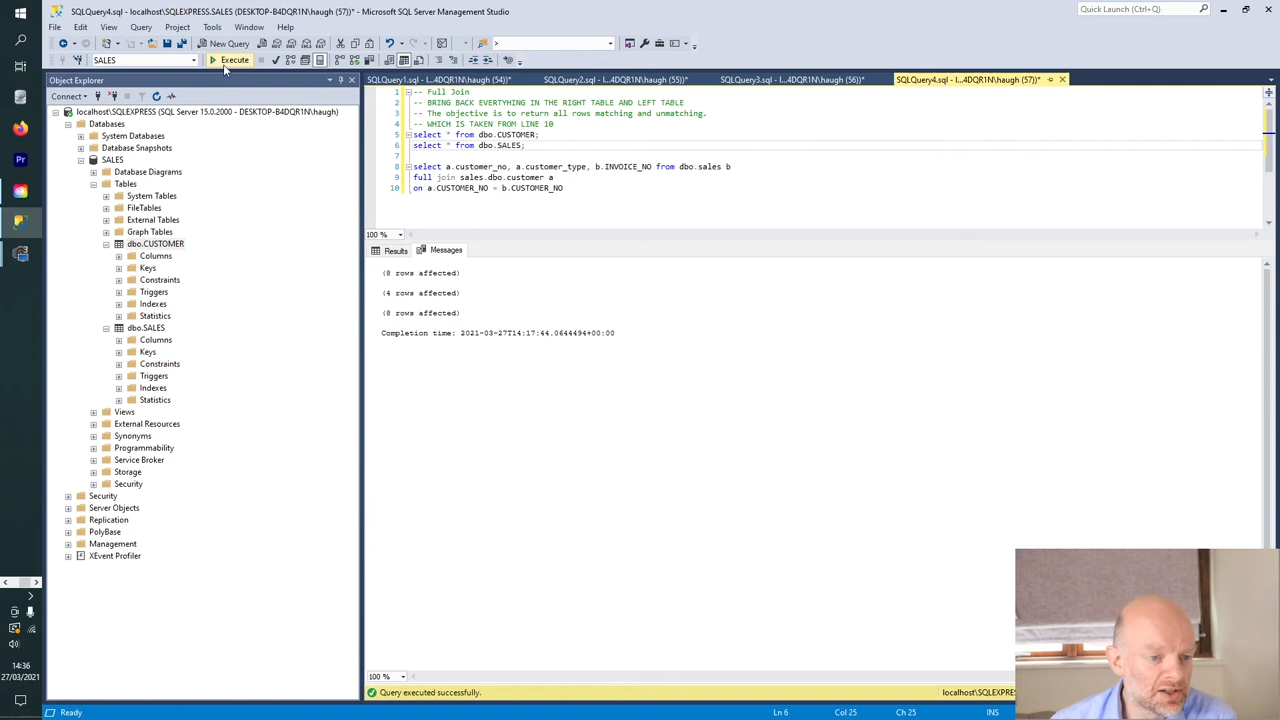 SQLQuery4.sql - localhost\SQLEXPRESS.SALES (DESKTOP-B4DQR1N\haugh (57))* - Microsoft SQL Server Management Studio
Quick Launch (Ctrl+Q)
File Edit View Query Project Tools Window Help
New Query
SALES
Execute
Object Explorer
SQLQuery1.sql - l...4DQR1N\haugh (54))*
SQLQuery2.sql - l...4DQR1N\haugh (55))*
SQLQuery3.sql - l...4DQR1N\haugh (56))*
SQLQuery4.sql - l...4DQR1N\haugh (57))*
Connect
localhost\SQLEXPRESS (SQL Server 15.0.2000 - DESKTOP-B4DQR1N\haugh)
Databases
System Databases
Database Snapshots
SALES
Database Diagrams
Tables
System Tables
FileTables
External Tables
Graph Tables
dbo.CUSTOMER
Columns
Keys
Constraints
Triggers
Indexes
Statistics
dbo.SALES
Columns
Keys
Constraints
Triggers
Indexes
Statistics
Views
External Resources
Synonyms
Programmability
Service Broker
Storage
Security
Security
Server Objects
Replication
PolyBase
Management
XEvent Profiler
1 -- Full Join
2 -- BRING BACK EVERTYHING IN THE RIGHT TABLE AND LEFT TABLE
3 -- The objective is to return all rows matching and unmatching.
4 -- WHICH IS TAKEN FROM LINE 10
5 select * from dbo.CUSTOMER;
6 select * from dbo.SALES;
7
8 select a.customer_no, a.customer_type, b.INVOICE_NO from dbo.sales b
9 full join sales.dbo.customer a
10 on a.CUSTOMER_NO = b.CUSTOMER_NO
100 %
Results Messages
(8 rows affected)
(4 rows affected)
(8 rows affected)
Completion time: 2021-03-27T14:17:44.0644494+00:00
100 %
Query executed successfully.
localhost\SQLEXPRES
Ready
Ln 6
Col 25
Ch 25
INS
Pr
14:36
27/03/2021